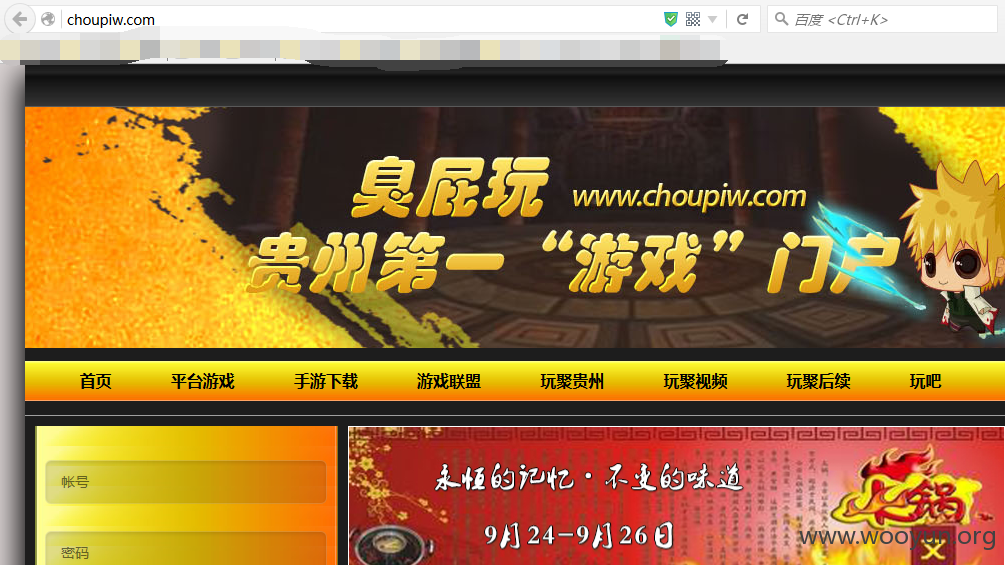 choupiw.com
百度 <Ctrl+K>
臭屁玩 www.choupiw.com
贵州第一“游戏”门户
首页 平台游戏 手游下载 游戏联盟 玩聚贵州 玩聚视频 玩聚后续 玩吧
帐号
密码
永恒的记忆·不变的味道
9月24-9月26日
火锅
www.wooyun.org